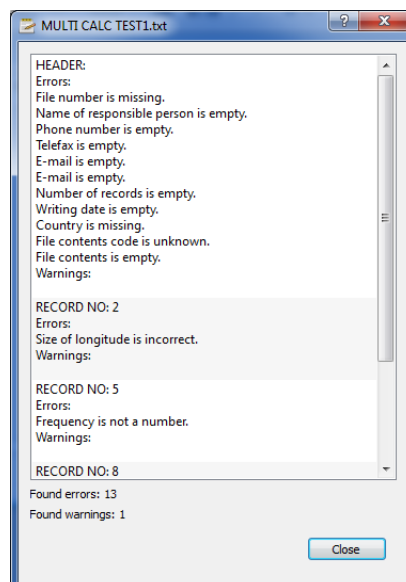 MULTI CALC TEST1.txt
?
X
HEADER:
Errors:
File number is missing.
Name of responsible person is empty.
Phone number is empty.
Telefax is empty.
E-mail is empty.
E-mail is empty.
Number of records is empty.
Writing date is empty.
Country is missing.
File contents code is unknown.
File contents is empty.
Warnings:
RECORD NO: 2
Errors:
Size of longitude is incorrect.
Warnings:
RECORD NO: 5
Errors:
Frequency is not a number.
Warnings:
RECORD NO: 8
Found errors: 13
Found warnings: 1
Close